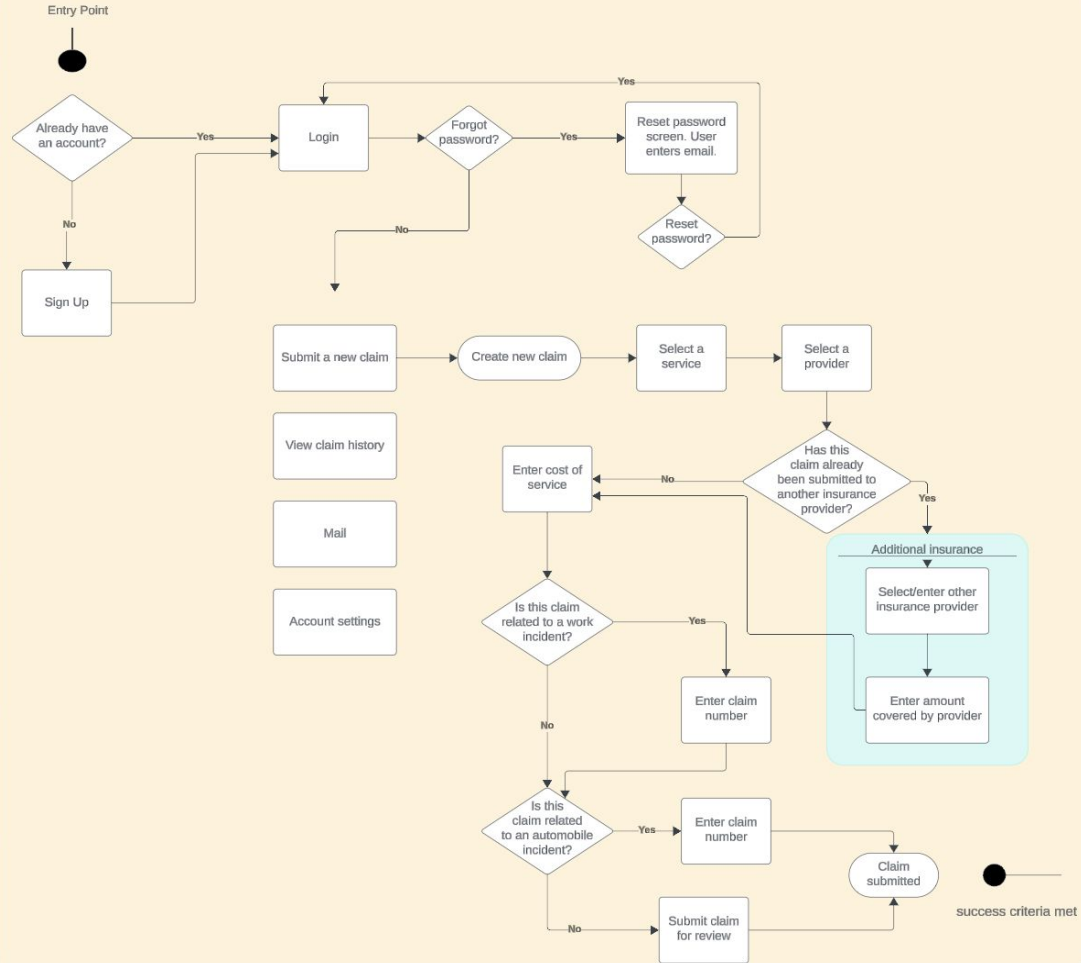 Entry Point
Already have
an account?
Yes
No
Sign Up
Login
Forgot
password?
Yes
No
Reset password
screen. User
enters email.
Reset
password?
Yes
Submit a new claim
Create new claim
Select a
service
Select a
provider
View claim history
Mail
Account settings
Has this
claim already
been submitted to
another insurance
provider?
No
Yes
Enter cost of
service
Additional insurance
Select/enter other
insurance provider
Enter amount
covered by provider
Is this claim
related to a work
incident?
Yes
No
Enter claim
number
Is this
claim related
to an automobile
incident?
Yes
Enter claim
number
No
Submit claim
for review
Claim
submitted
success criteria met